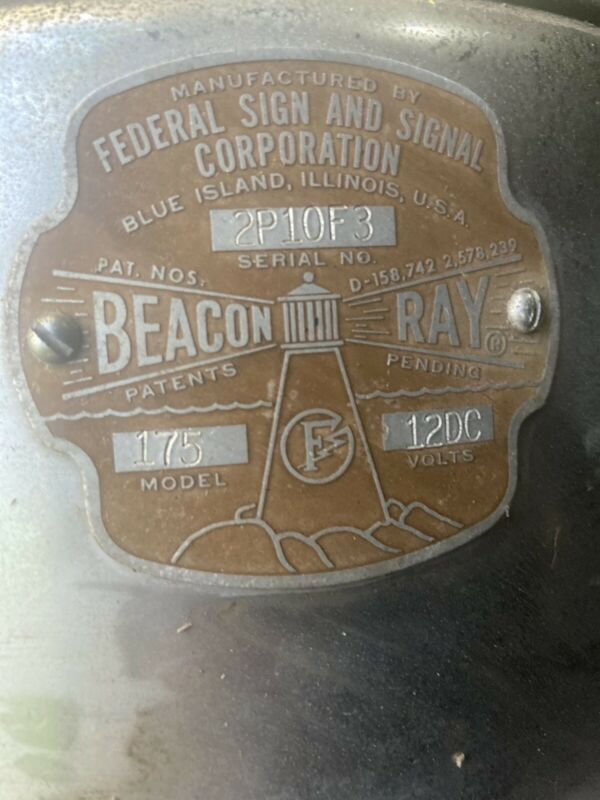 MANUFACTURED BY
FEDERAL SIGN AND SIGNAL
CORPORATION
BLUE ISLAND, ILLINOIS, U.S.A.
2P10F3
SERIAL NO.
PAT. NOS. D-158,742 2,578,239
BEACON RAY ®
PATENTS PENDING
175 12DC
MODEL VOLTS
F